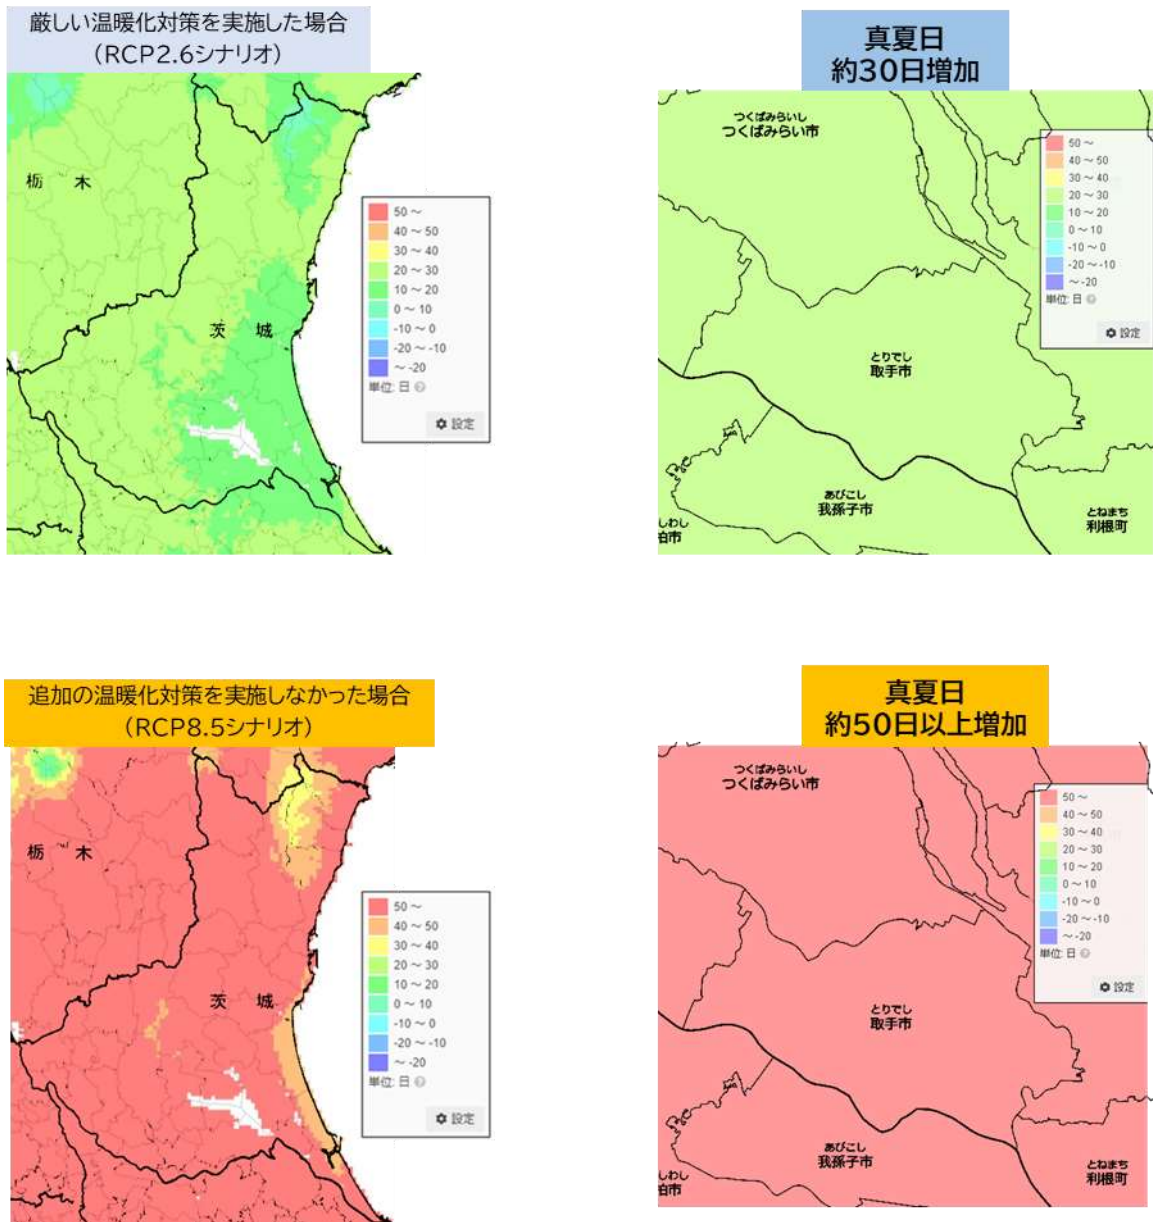 厳しい温暖化対策を実施した場合
(RCP2.6シナリオ)
栃 木
茨 城
50 ~
40 ~ 50
30 ~ 40
20 ~ 30
10 ~ 20
0 ~ 10
-10 ~ 0
-20 ~ -10
~ -20
単位: 日
設定
真夏日
約30日増加
つくばみらいし
つくばみらい市
とりでし
取手市
あびこし
我孫子市
しわし
柏市
とねまち
利根町
50 ~
40 ~ 50
30 ~ 40
20 ~ 30
10 ~ 20
0 ~ 10
-10 ~ 0
-20 ~ -10
~ -20
単位: 日
設定
追加の温暖化対策を実施しなかった場合
(RCP8.5シナリオ)
栃 木
茨 城
50 ~
40 ~ 50
30 ~ 40
20 ~ 30
10 ~ 20
0 ~ 10
-10 ~ 0
-20 ~ -10
~ -20
単位: 日
設定
真夏日
約50日以上増加
つくばみらいし
つくばみらい市
とりでし
取手市
あびこし
我孫子市
しわし
柏市
とねまち
利根町
50 ~
40 ~ 50
30 ~ 40
20 ~ 30
10 ~ 20
0 ~ 10
-10 ~ 0
-20 ~ -10
~ -20
単位: 日
設定